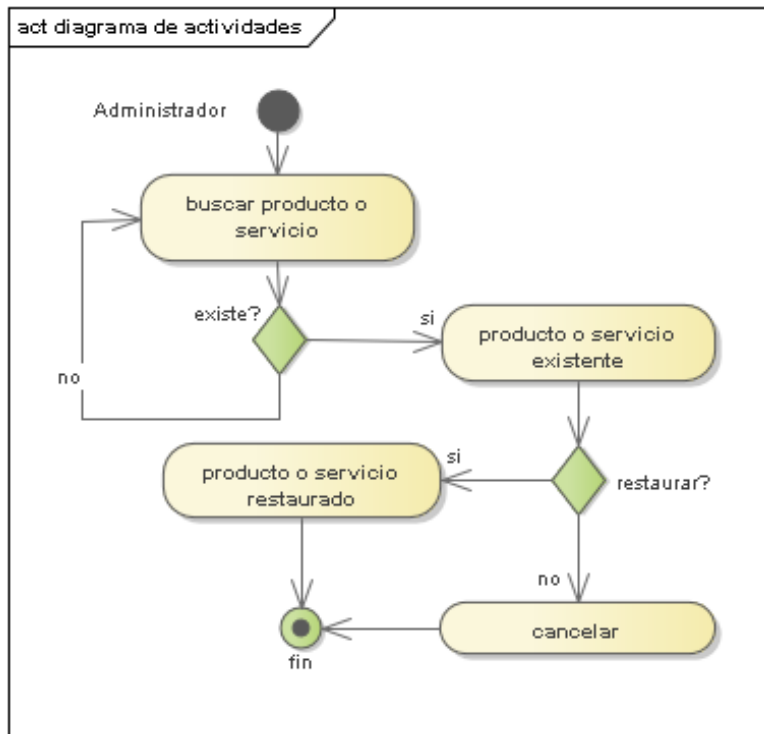 act diagrama de actividades
Administrador
buscar producto o
servicio
existe?
si
no
producto o servicio
existente
si
restaurar?
producto o servicio
restaurado
no
cancelar
fin